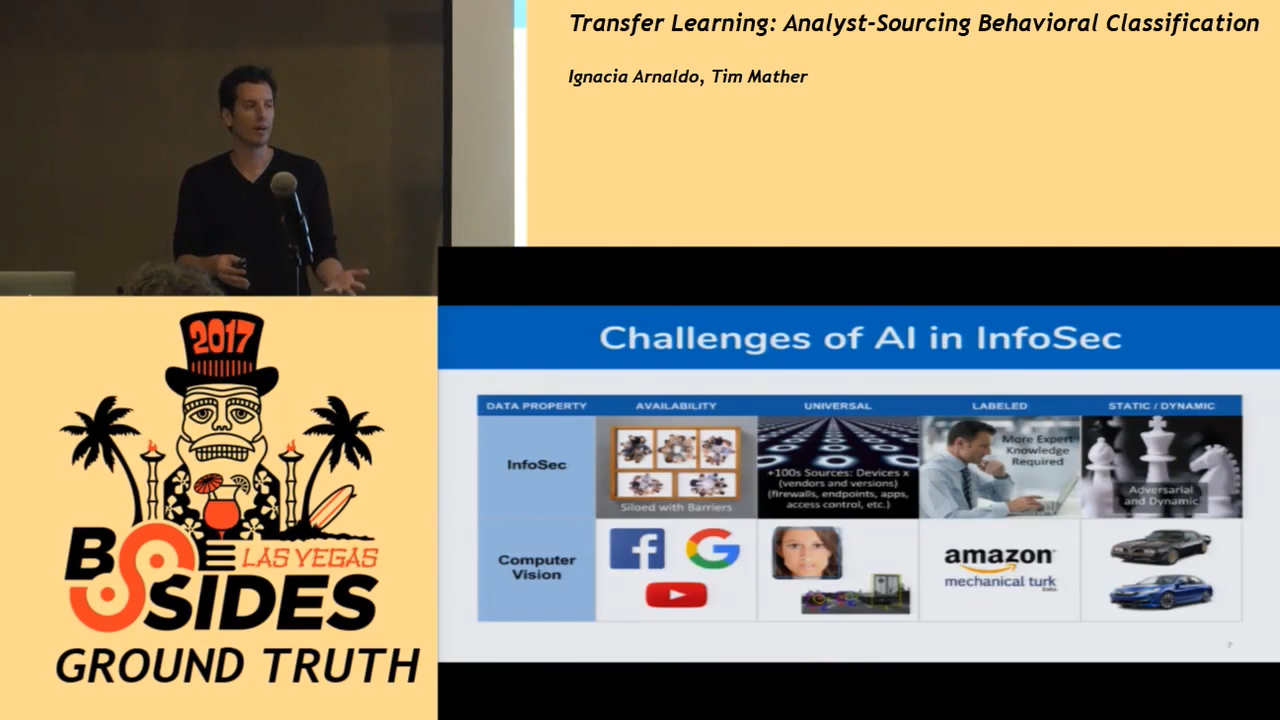 Transfer Learning: Analyst-Sourcing Behavioral Classification
Ignacia Arnaldo, Tim Mather
2017
BSIDES
LAS VEGAS
GROUND TRUTH
Challenges of AI in InfoSec
DATA PROPERTY
AVAILABILITY
UNIVERSAL
LABELED
STATIC / DYNAMIC
InfoSec
Siloed with Barriers
+100s Sources: Devices x
(vendors and versions)
(firewalls, endpoints, apps,
access control, etc.)
More Expert
Knowledge
Required
Adversarial
and Dynamic
Computer
Vision
amazon
mechanical turk
7